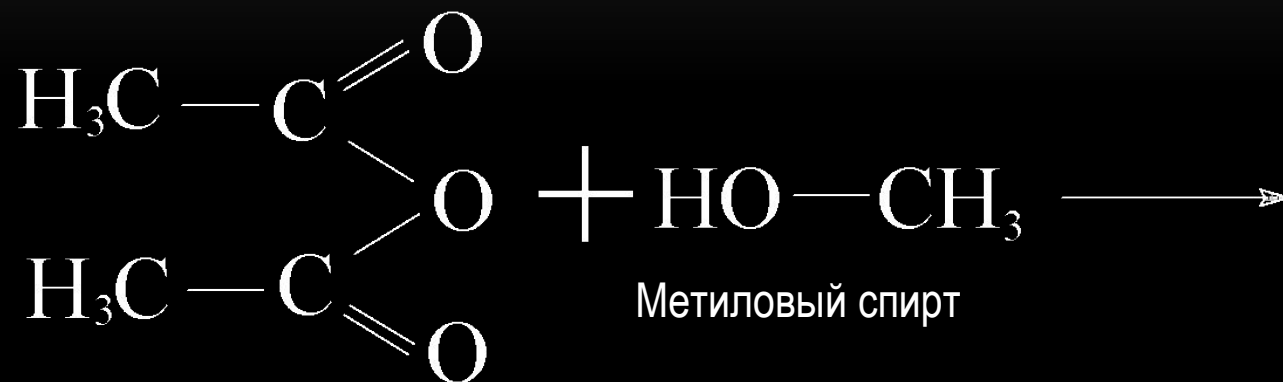 H₃C — C = O
O + HO — CH₃
H₃C — C = O
Метиловый спирт